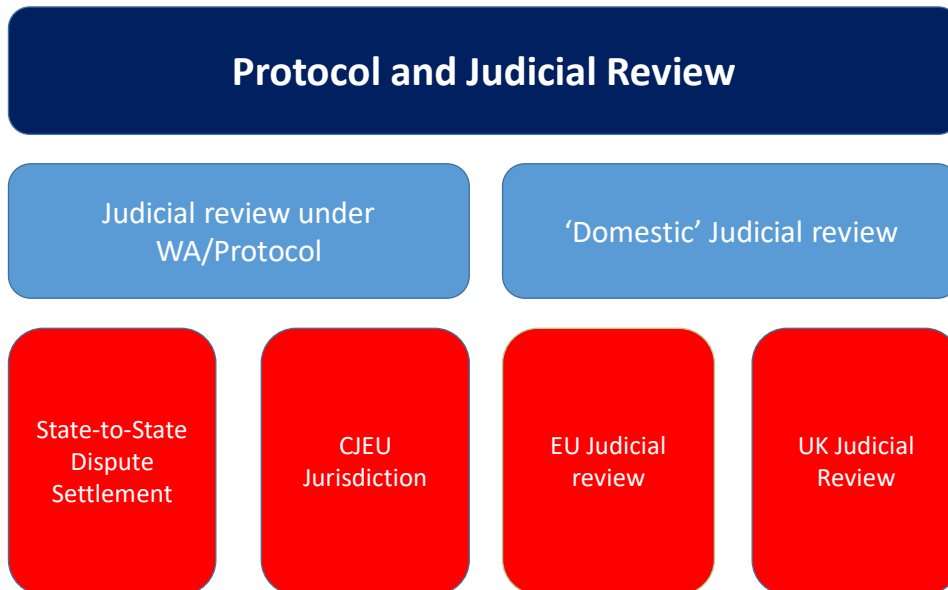 Protocol and Judicial Review
Judicial review under
WA/Protocol
‘Domestic’ Judicial review
State-to-State
Dispute
Settlement
CJEU
Jurisdiction
EU Judicial
review
UK Judicial
Review